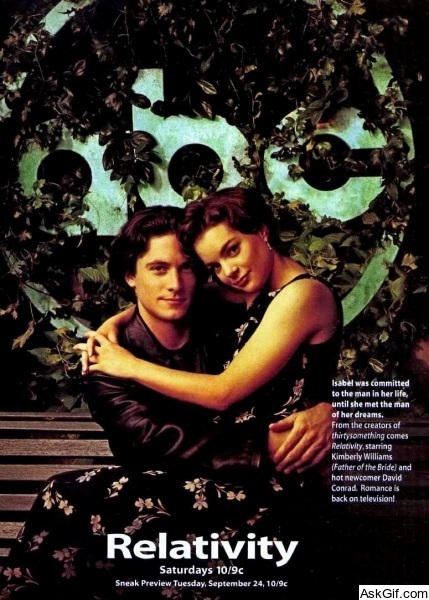 abc
Isabel was committed
to the man in her life,
until she met the man
of her dreams.
From the creators of
thirtysomething comes
Relativity, starring
Kimberly Williams
(Father of the Bride) and
hot newcomer David
Conrad. Romance is
back on television!
Relativity
Saturdays 10/9c
Sneak Preview Tuesday, September 24, 10/9c
AskGif.com